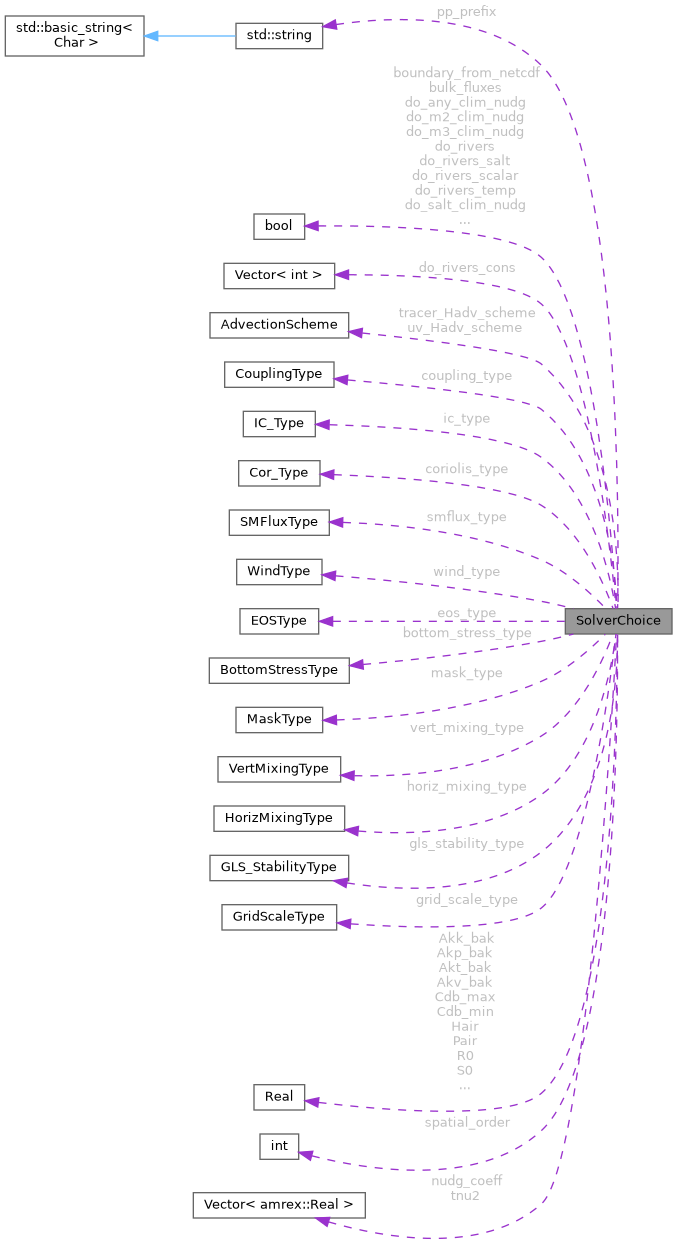 pp_prefix
std::basic_string<
Char >
std::string
boundary_from_netcdf
bulk_fluxes
do_any_clim_nudg
do_m2_clim_nudg
do_m3_clim_nudg
do_rivers
do_rivers_salt
do_rivers_scalar
do_rivers_temp
do_salt_clim_nudg
...
bool
do_rivers_cons
Vector< int >
tracer_Hadv_scheme
uv_Hadv_scheme
AdvectionScheme
coupling_type
CouplingType
ic_type
IC_Type
coriolis_type
Cor_Type
smflux_type
SMFluxType
wind_type
WindType
eos_type
EOSType
SolverChoice
bottom_stress_type
BottomStressType
mask_type
MaskType
vert_mixing_type
VertMixingType
horiz_mixing_type
HorizMixingType
gls_stability_type
GLS_StabilityType
grid_scale_type
GridScaleType
Akk_bak
Akp_bak
Akt_bak
Akv_bak
Cdb_max
Cdb_min
Hair
Pair
R0
S0
...
Real
spatial_order
int
nudg_coeff
tnu2
Vector< amrex::Real >